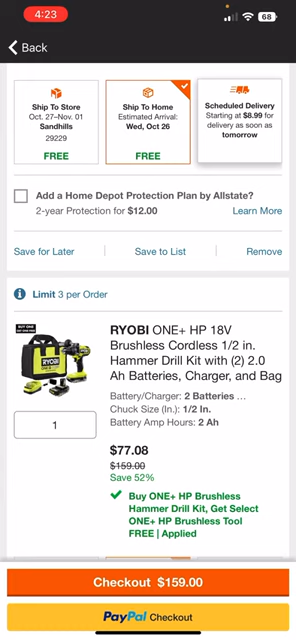 4:23
68
Back
Ship To Store
Oct. 27–Nov. 01
Sandhills
29229
FREE
Ship To Home
Estimated Arrival:
Wed, Oct 26
FREE
Scheduled Delivery
Starting at $8.99 for
delivery as soon as
tomorrow
Add a Home Depot Protection Plan by Allstate?
2-year Protection for $12.00
Learn More
Save for Later
Save to List
Remove
Limit 3 per Order
RYOBI ONE+ HP 18V
Brushless Cordless 1/2 in.
Hammer Drill Kit with (2) 2.0
Ah Batteries, Charger, and Bag
Battery/Charger: 2 Batteries ...
Chuck Size (In.): 1/2 In.
Battery Amp Hours: 2 Ah
1
$77.08
$159.00
Save 52%
Buy ONE+ HP Brushless
Hammer Drill Kit, Get Select
ONE+ HP Brushless Tool
FREE | Applied
Checkout $159.00
PayPal Checkout